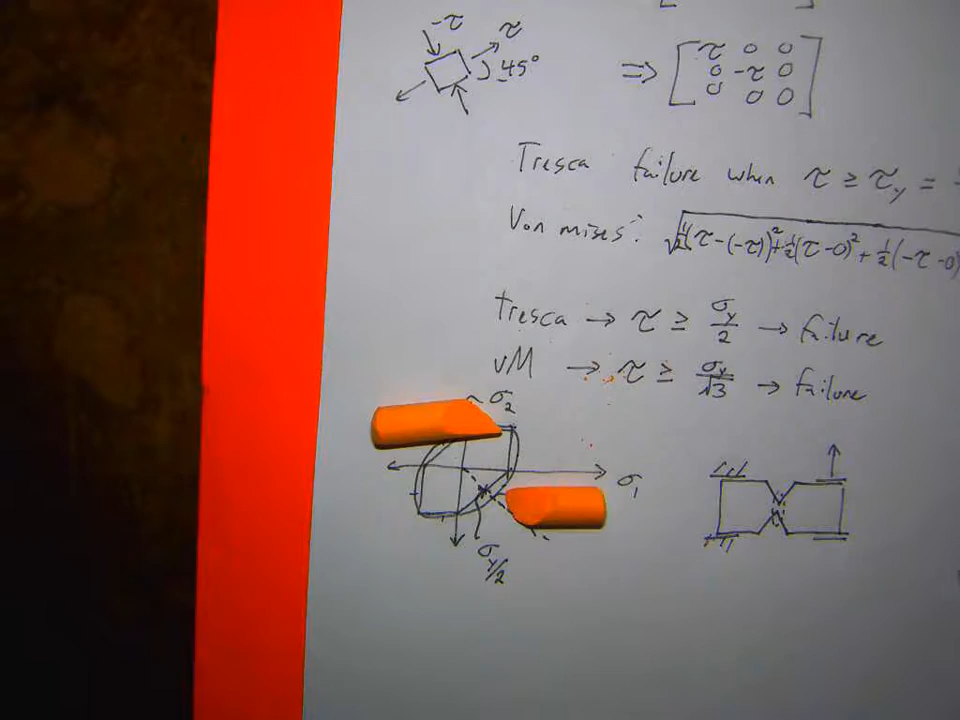 -τ τ
45°
⇒ [τ 0 0
0 -τ 0
0 0 0]
Tresca failure when τ ≥ τy =
Von mises: √½(τ-(-τ))²+½(τ-0)²+½(-τ-0)
tresca → τ ≥ σy/2 → failure
vM → τ ≥ σy/√3 → failure
σ2
σ1
σy/2